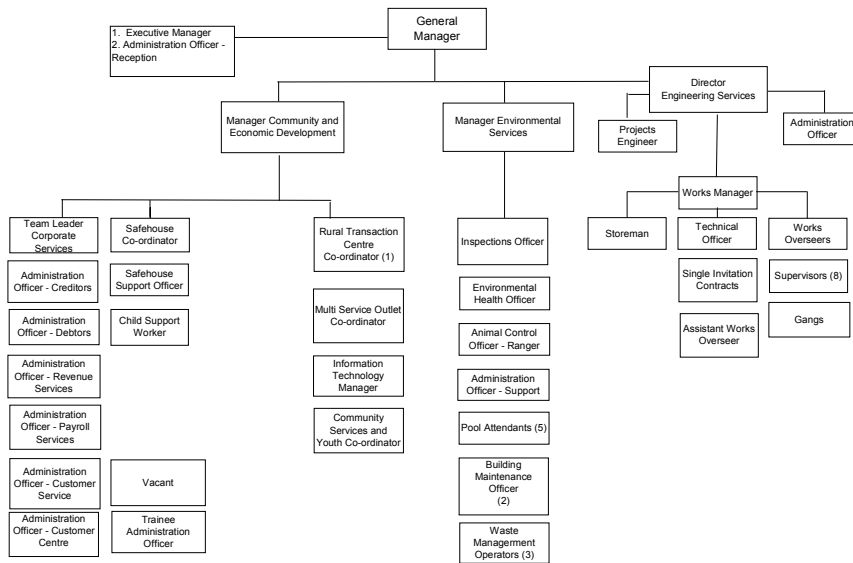 General
Manager
1. Executive Manager
2. Administration Officer -
Reception
Director
Engineering Services
Manager Community and
Economic Development
Manager Environmental
Services
Projects
Engineer
Administration
Officer
Works Manager
Team Leader
Corporate
Services
Safehouse
Co-ordinator
Rural Transaction
Centre
Co-ordinator (1)
Inspections Officer
Storeman
Technical
Officer
Works
Overseers
Administration
Officer - Creditors
Safehouse
Support Officer
Multi Service Outlet
Co-ordinator
Environmental
Health Officer
Single Invitation
Contracts
Supervisors (8)
Administration
Officer - Debtors
Child Support
Worker
Animal Control
Officer - Ranger
Assistant Works
Overseer
Gangs
Administration
Officer - Revenue
Services
Information
Technology
Manager
Administration
Officer - Support
Administration
Officer - Payroll
Services
Community
Services and
Youth Co-ordinator
Pool Attendants (5)
Administration
Officer - Customer
Service
Vacant
Building
Maintenance
Officer
(2)
Administration
Officer - Customer
Centre
Trainee
Administration
Officer
Waste
Management
Operators (3)